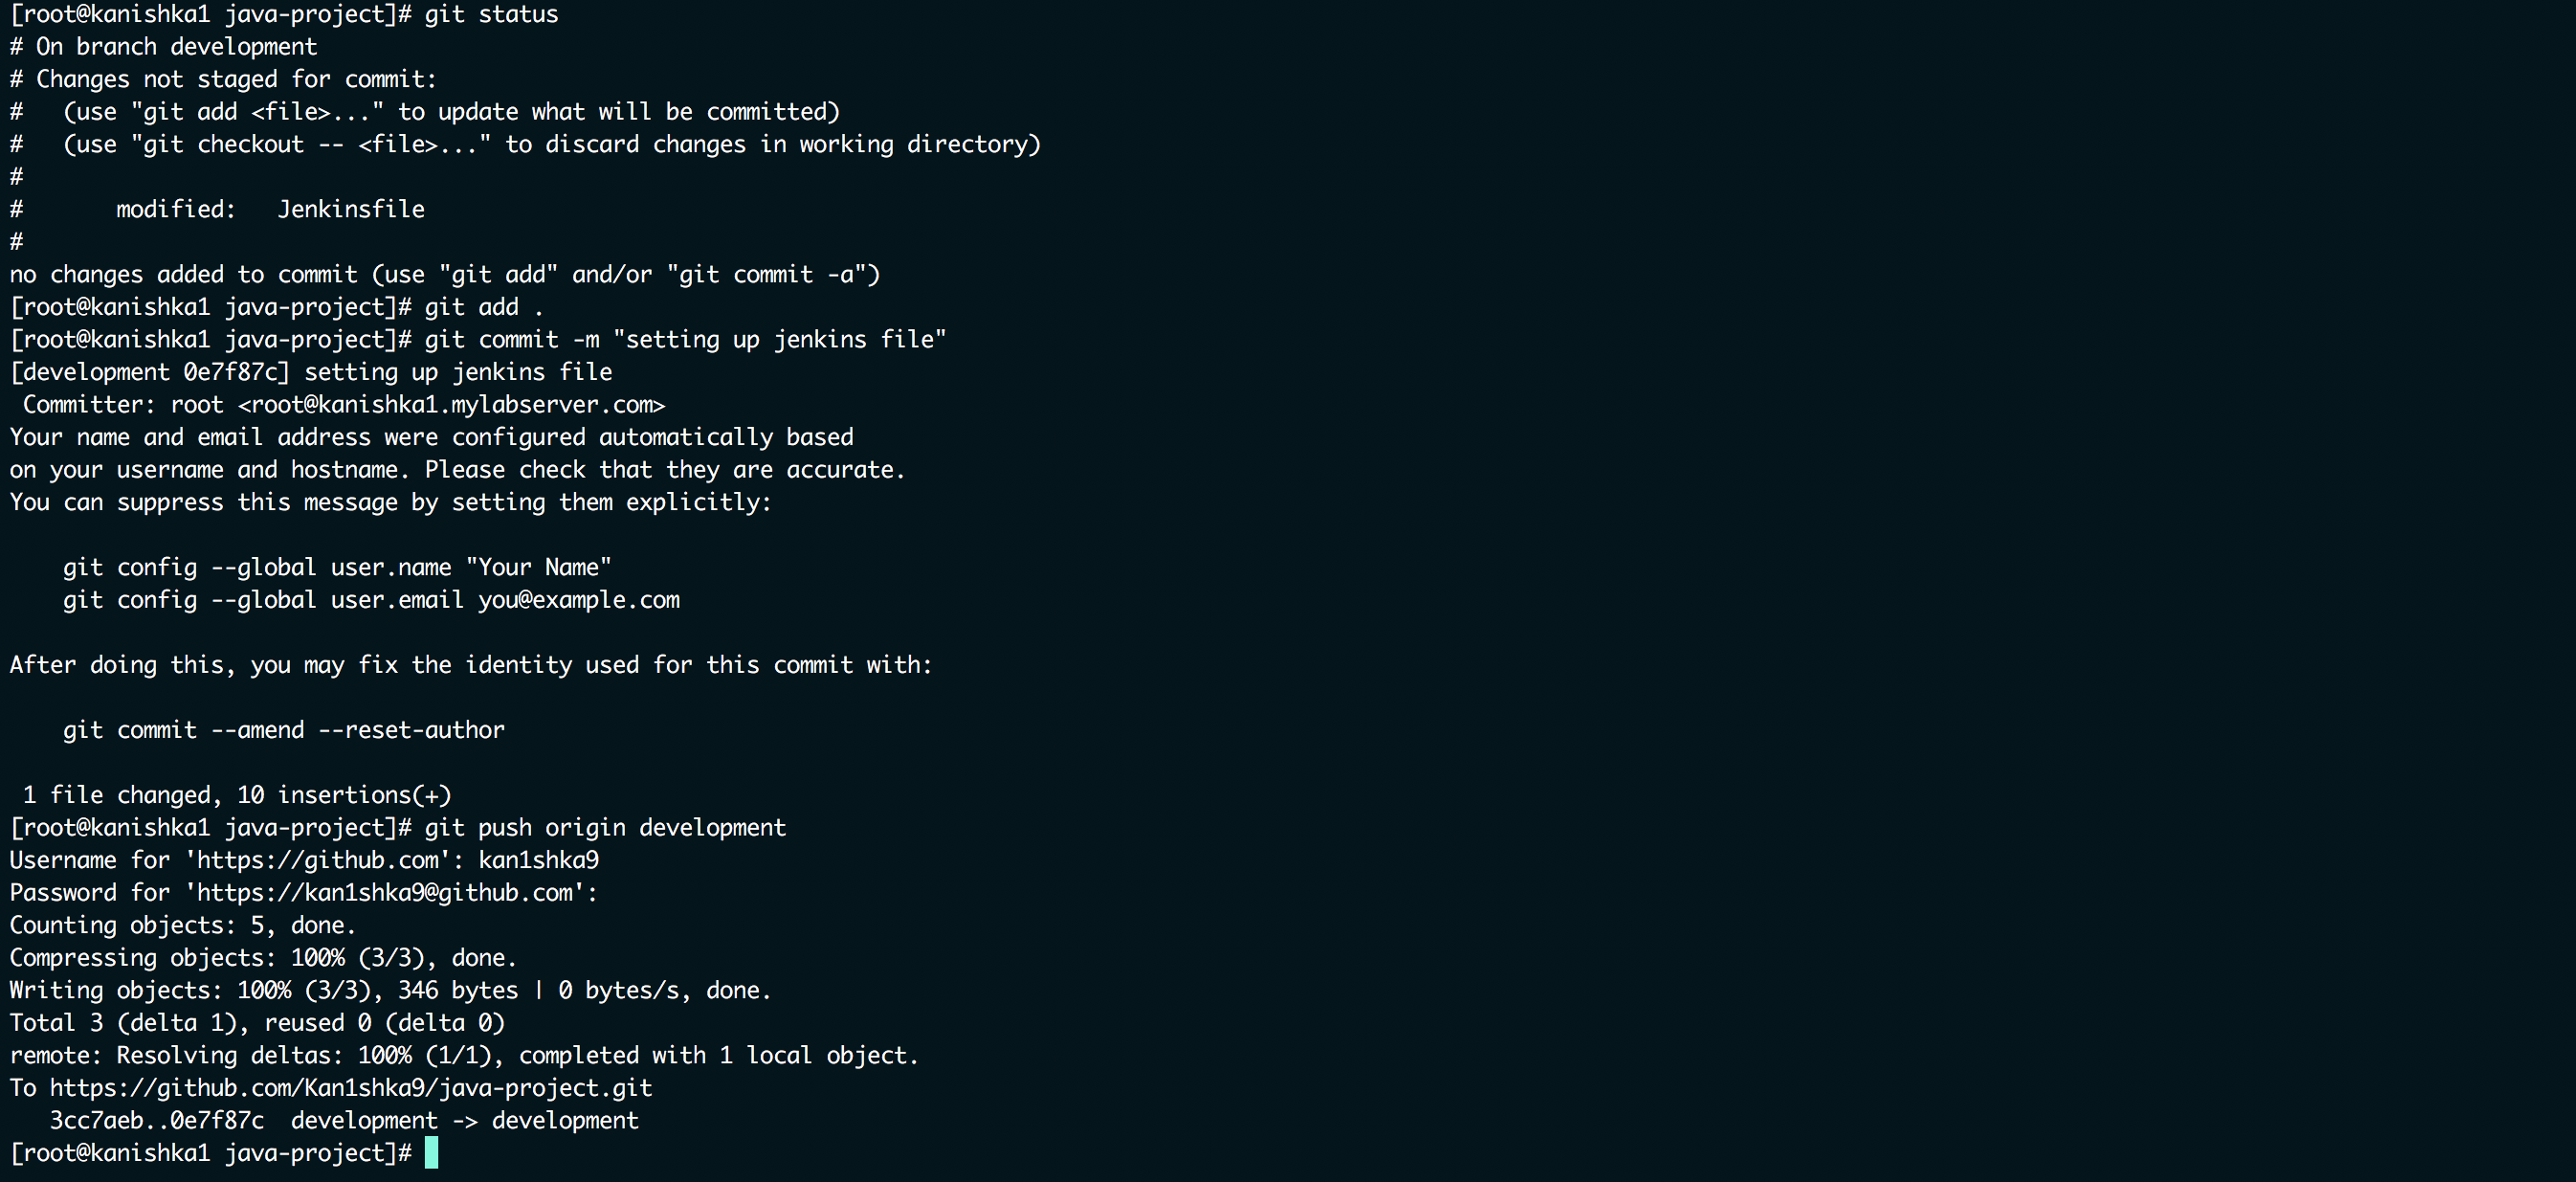 [root@kanishka1 java-project]# git status
# On branch development
# Changes not staged for commit:
#   (use "git add <file>..." to update what will be committed)
#   (use "git checkout -- <file>..." to discard changes in working directory)
#
#       modified:   Jenkinsfile
#
no changes added to commit (use "git add" and/or "git commit -a")
[root@kanishka1 java-project]# git add .
[root@kanishka1 java-project]# git commit -m "setting up jenkins file"
[development 0e7f87c] setting up jenkins file
 Committer: root <root@kanishka1.mylabserver.com>
Your name and email address were configured automatically based
on your username and hostname. Please check that they are accurate.
You can suppress this message by setting them explicitly:

    git config --global user.name "Your Name"
    git config --global user.email you@example.com

After doing this, you may fix the identity used for this commit with:

    git commit --amend --reset-author

 1 file changed, 10 insertions(+)
[root@kanishka1 java-project]# git push origin development
Username for 'https://github.com': kan1shka9
Password for 'https://kan1shka9@github.com':
Counting objects: 5, done.
Compressing objects: 100% (3/3), done.
Writing objects: 100% (3/3), 346 bytes | 0 bytes/s, done.
Total 3 (delta 1), reused 0 (delta 0)
remote: Resolving deltas: 100% (1/1), completed with 1 local object.
To https://github.com/Kan1shka9/java-project.git
   3cc7aeb..0e7f87c  development -> development
[root@kanishka1 java-project]#